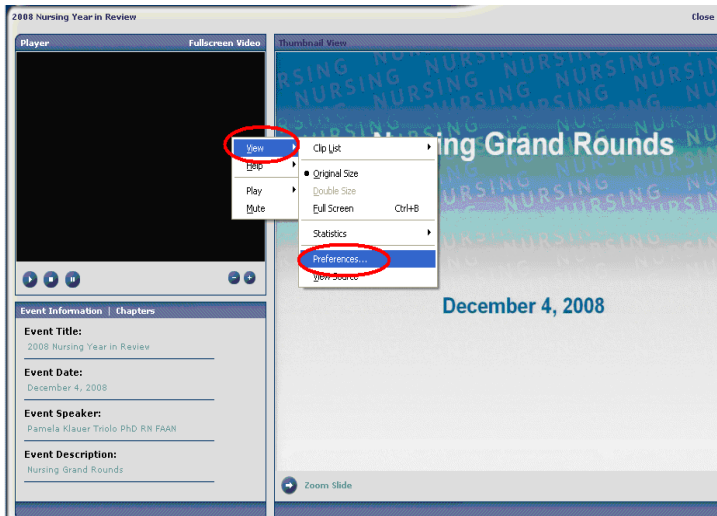 2008 Nursing Year in Review
Close
Player
Fullscreen Video
Thumbnail View
View
Help
Play
Mute
Clip List
Original Size
Double Size
Full Screen Ctrl+B
Statistics
Preferences...
View Source
Grand Rounds
December 4, 2008
Event Information | Chapters
Event Title:
2008 Nursing Year in Review
Event Date:
December 4, 2008
Event Speaker:
Pamela Klauer Triolo PhD RN FAAN
Event Description:
Nursing Grand Rounds
Zoom Slide
NURSING NURSING NURSING